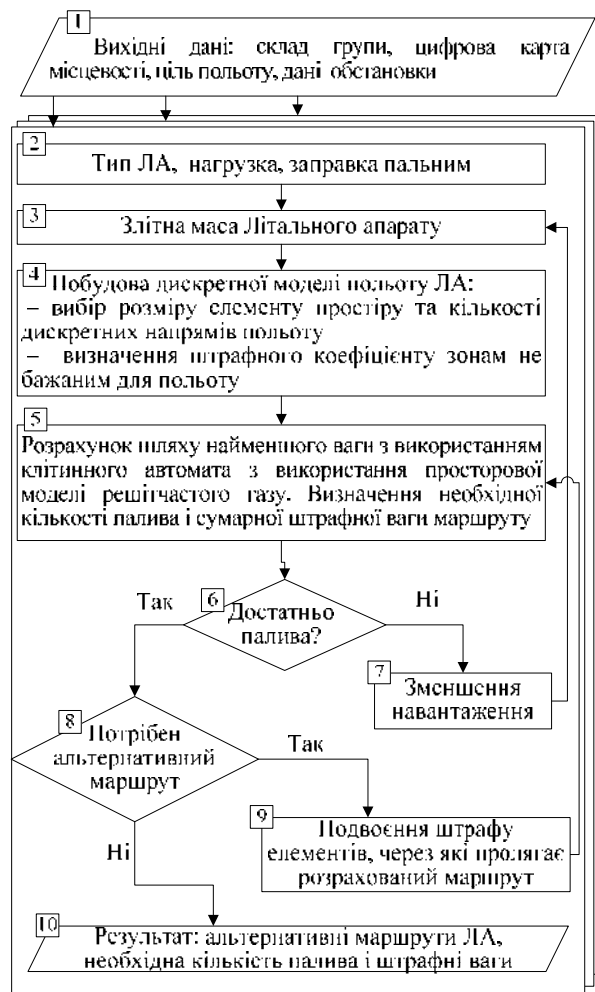 1
Вихідні дані: склад групи, цифрова карта
місцевості, ціль польоту, дані обстановки
2
Тип ЛА, нагрузка, заправка пальним
3
Злітна маса Літального апарату
4
Побудова дискретної моделі польоту ЛА:
– вибір розміру елементу простіру та кількості
дискретних напрямів польоту
– визначення штрафного коефіцієнту зонам не
бажаним для польоту
5
Розрахунок шляху найменшого ваги з використанням
клітинного автомата з використання просторової
моделі решітчастого газу. Визначення необхідної
кількості палива і сумарної штрафної ваги маршруту
6
Так
Ні
Достатньо
палива?
7
Зменшення
навантаження
8
Потрібен
альтернативний
маршрут
Так
9
Подвоєння штрафу
елементів, через які пролягає
розрахований маршрут
Ні
10
Результат: альтернативні маршрути ЛА,
необхідна кількість палива і штрафні ваги